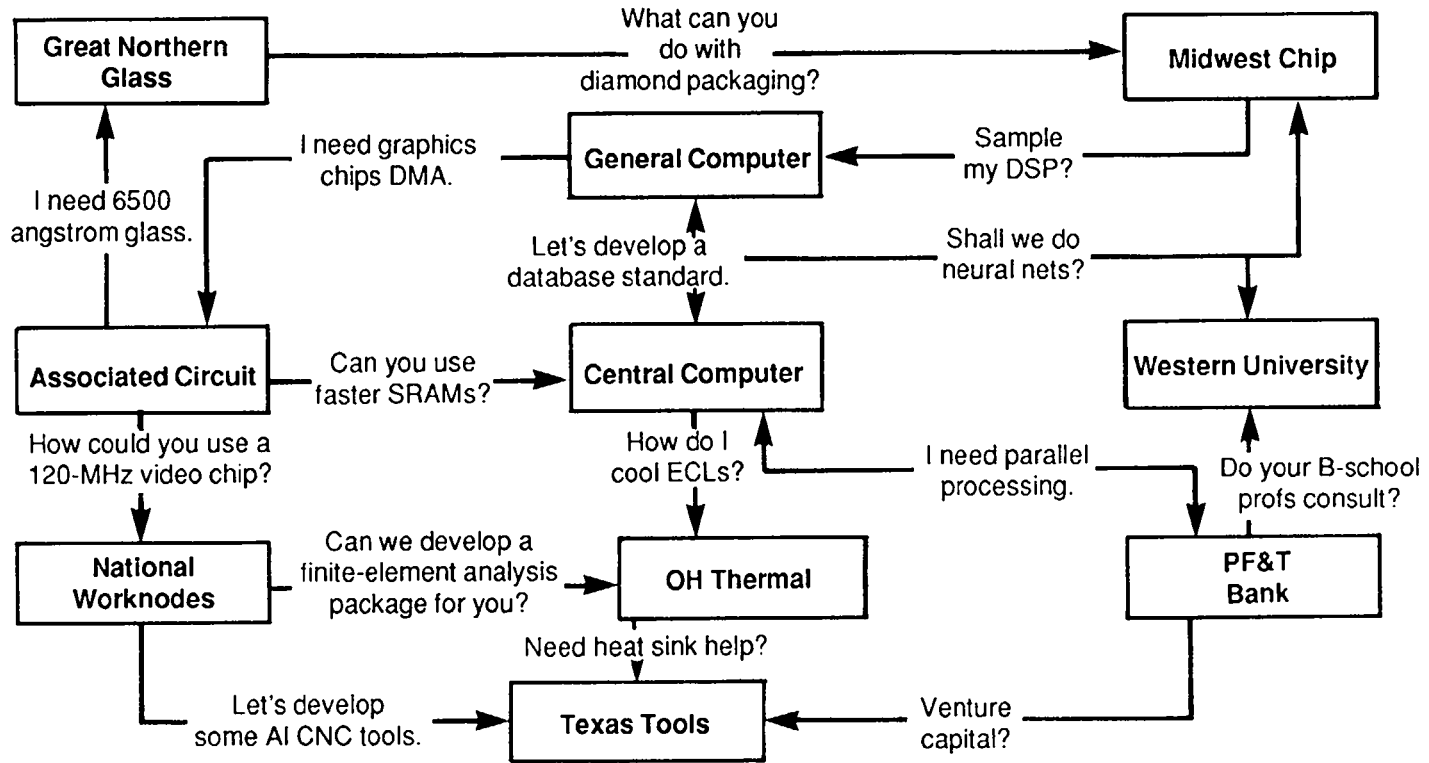 What can you
do with
diamond packaging?
Great Northern
Glass
Midwest Chip
I need graphics
chips DMA.
General Computer
Sample
my DSP?
I need 6500
angstrom glass.
Let's develop a
database standard.
Shall we do
neural nets?
Associated Circuit
Can you use
faster SRAMs?
Central Computer
Western University
How could you use a
120-MHz video chip?
How do I
cool ECLs?
I need parallel
processing.
Do your B-school
profs consult?
National
Worknodes
Can we develop a
finite-element analysis
package for you?
OH Thermal
PF&T
Bank
Need heat sink help?
Let's develop
some AI CNC tools.
Texas Tools
Venture
capital?